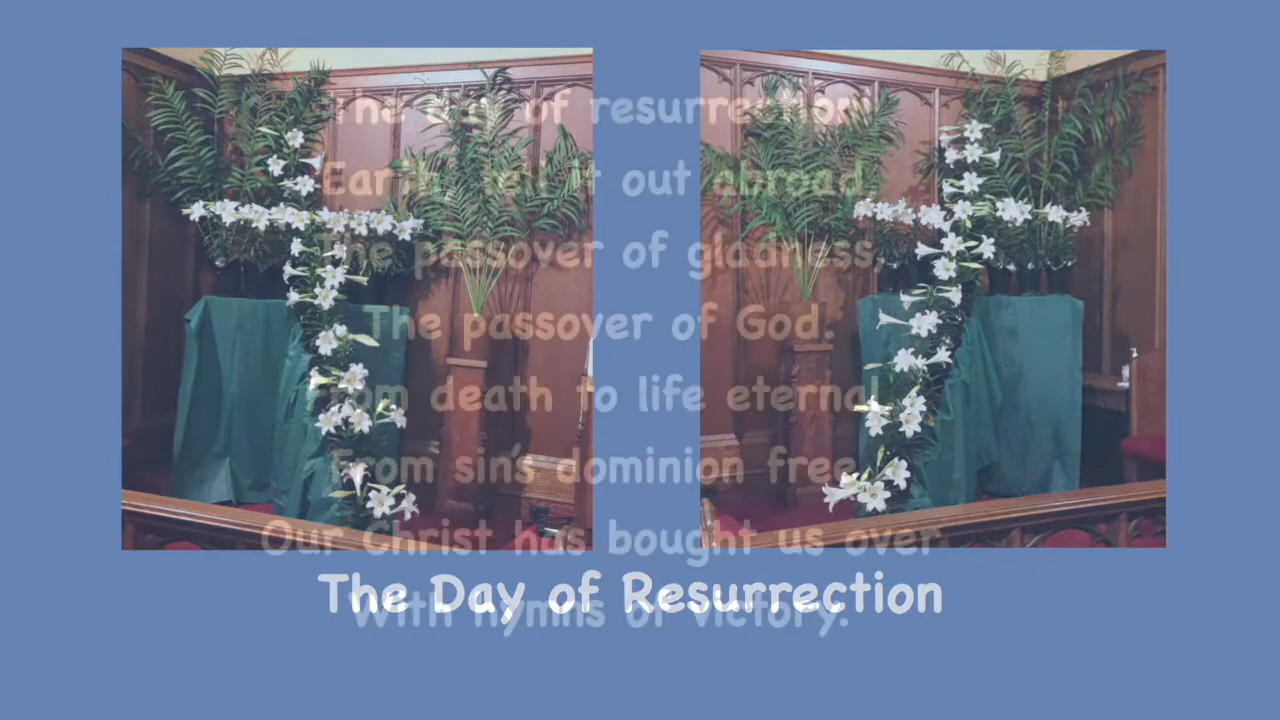 The day of resurrection
Earth, tell it out abroad
The passover of gladness
The passover of God.
From death to life eternal
From sin's dominion free
Our Christ has bought us over
With hymns of victory.
The Day of Resurrection